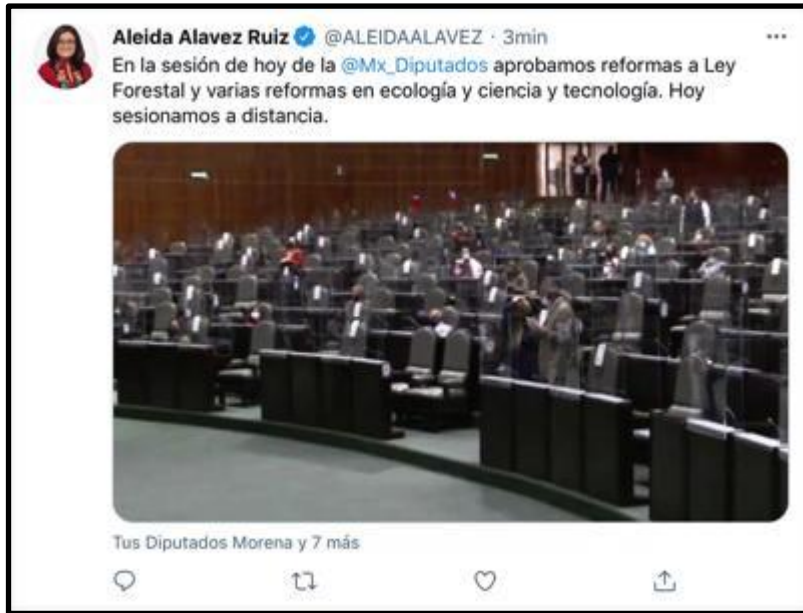 Aleida Alavez Ruiz @ALEIDAALAVEZ · 3min
En la sesión de hoy de la @Mx_Diputados aprobamos reformas a Ley
Forestal y varias reformas en ecología y ciencia y tecnología. Hoy
sesionamos a distancia.
Tus Diputados Morena y 7 más